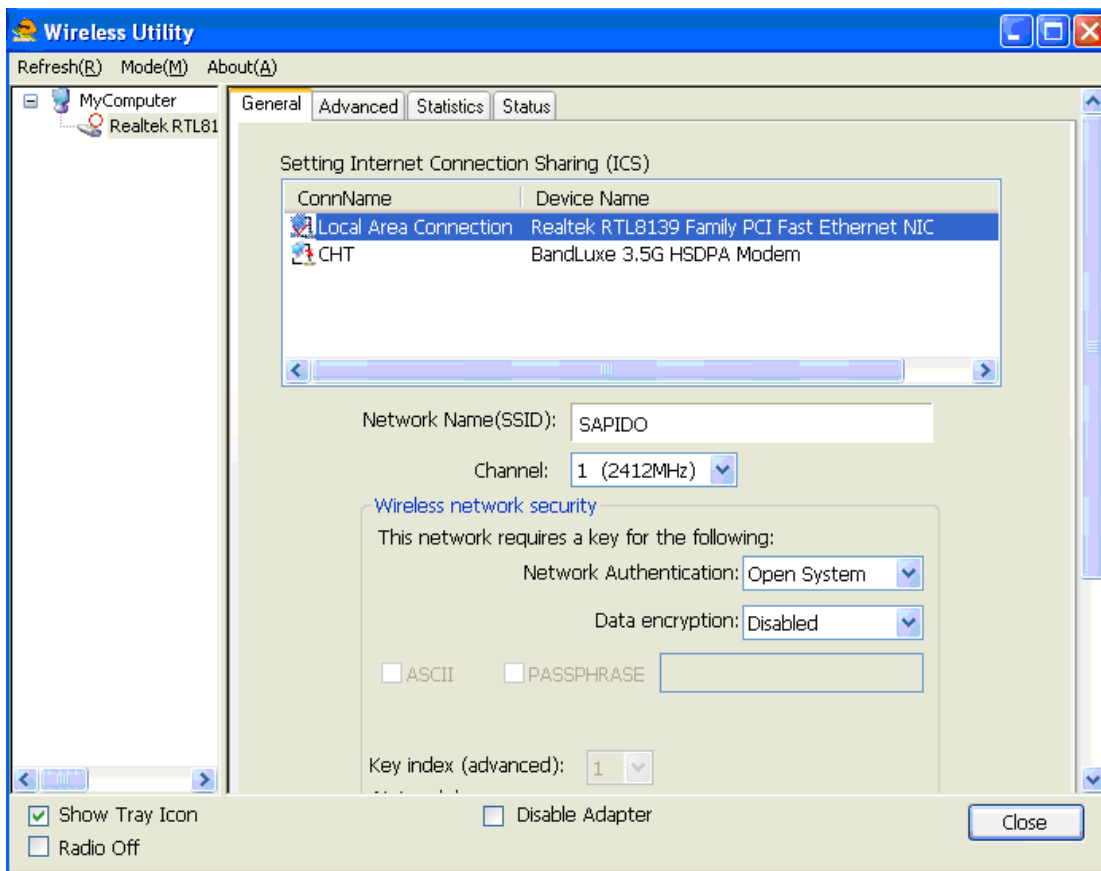 Wireless Utility
Refresh(R) Mode(M) About(A)
MyComputer
Realtek RTL81
General Advanced Statistics Status
Setting Internet Connection Sharing (ICS)
ConnName Device Name
Local Area Connection Realtek RTL8139 Family PCI Fast Ethernet NIC
CHT BandLuxe 3.5G HSDPA Modem
Network Name(SSID): SAPIDO
Channel: 1 (2412MHz)
Wireless network security
This network requires a key for the following:
Network Authentication: Open System
Data encryption: Disabled
ASCII PASSPHRASE
Key index (advanced): 1
Show Tray Icon Disable Adapter
Radio Off
Close